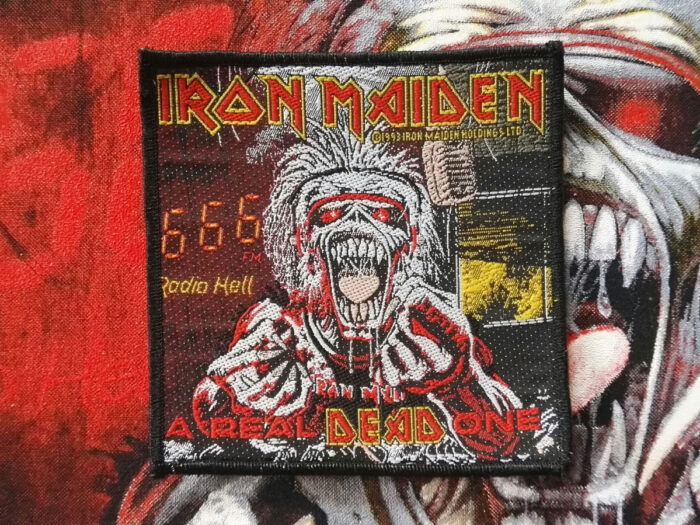 IRON MAIDEN
©1993 IRON MAIDEN HOLDINGS LTD
666
FM
Radio Hell
A REAL DEAD ONE